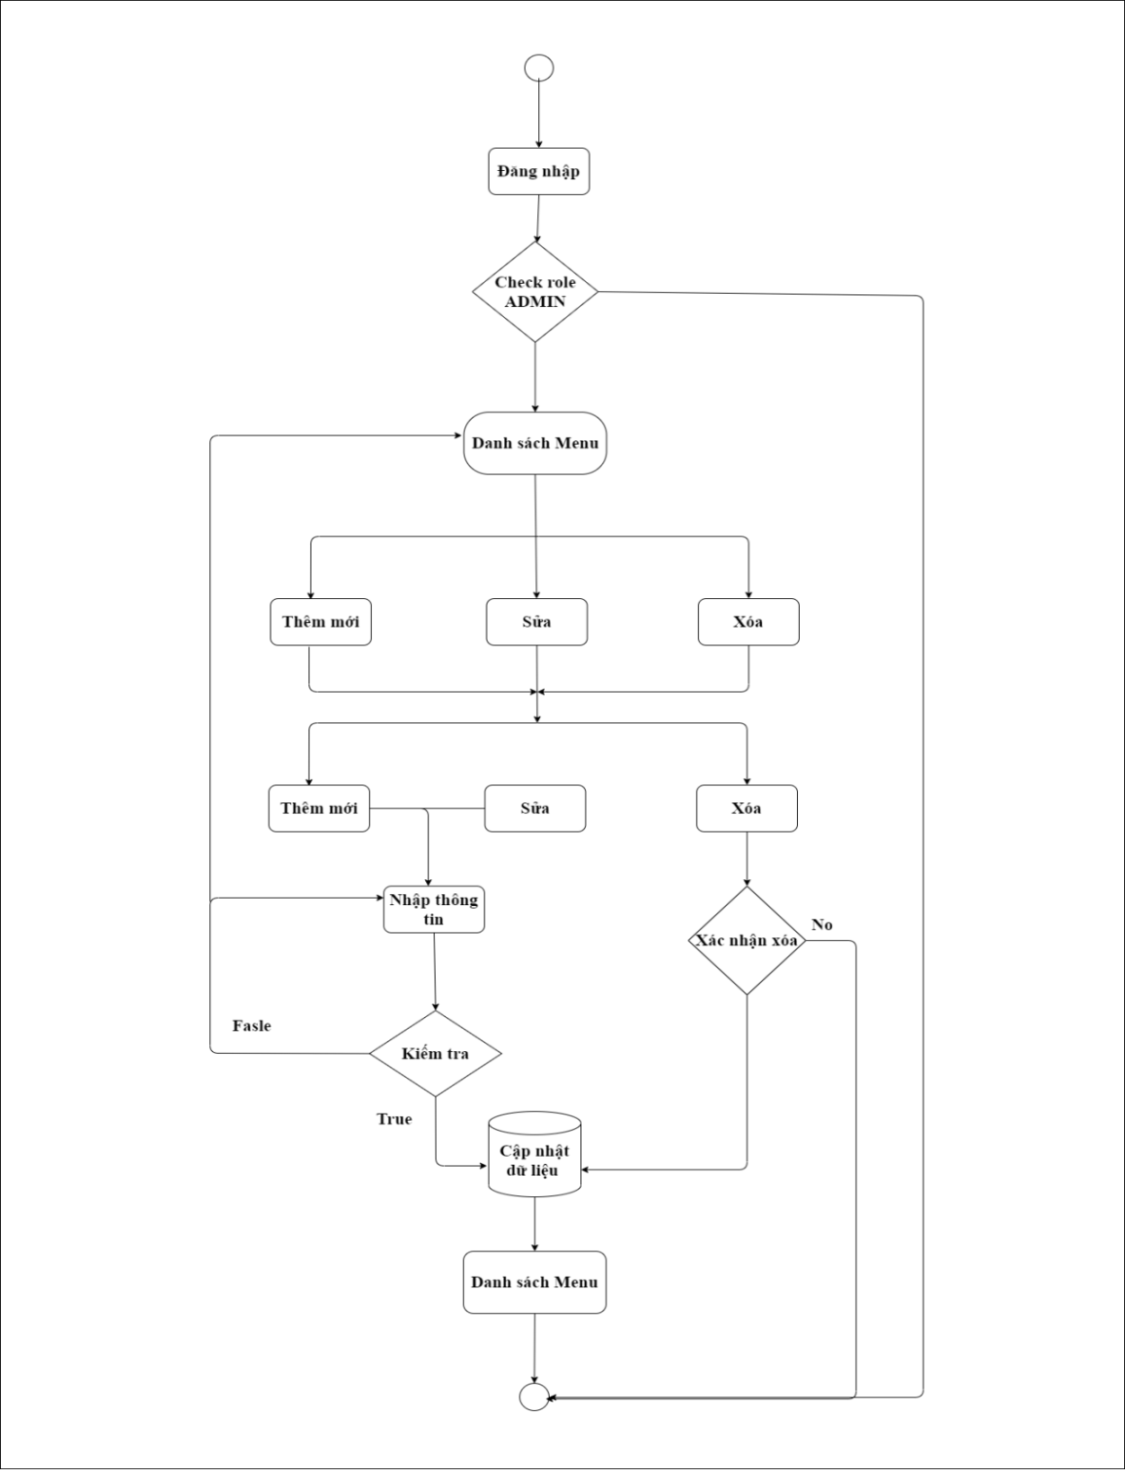 Đăng nhập
Check role
ADMIN
Danh sách Menu
Thêm mới
Sửa
Xóa
Thêm mới
Sửa
Xóa
Nhập thông
tin
No
Xác nhận xóa
Fasle
Kiểm tra
True
Cập nhật
dữ liệu
Danh sách Menu